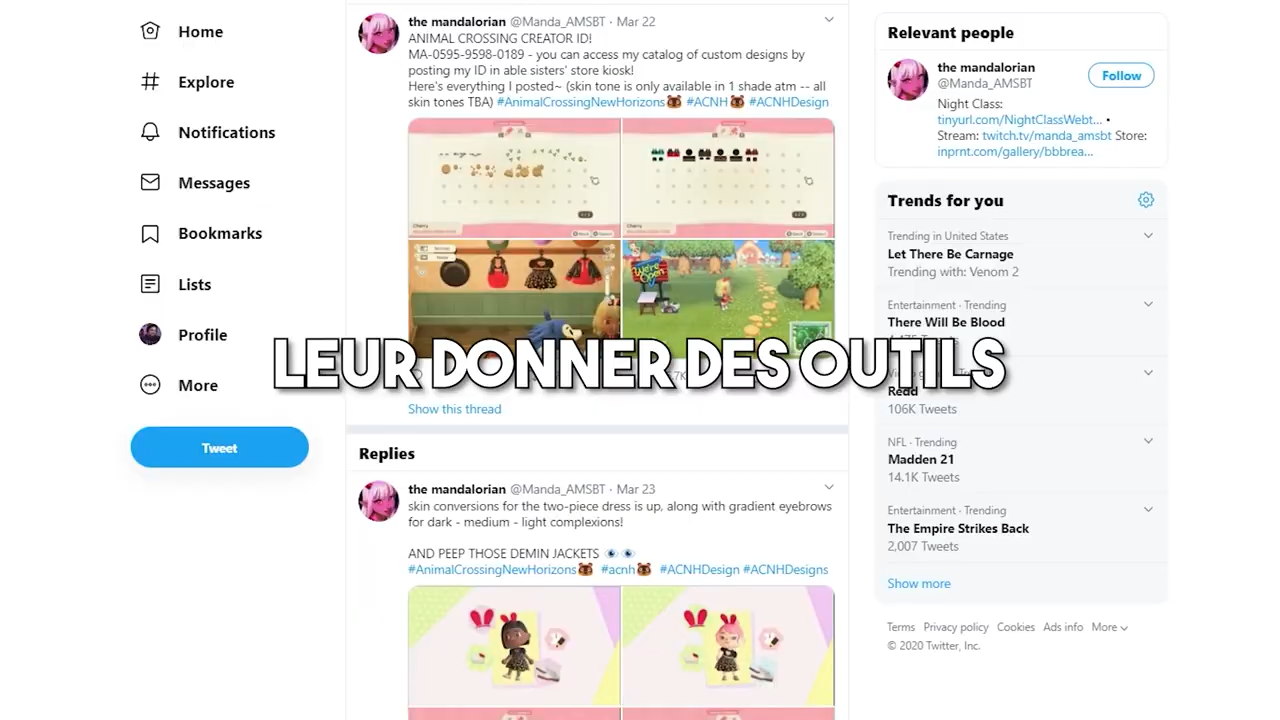 Home
Explore
Notifications
Messages
Bookmarks
Lists
Profile
More
Tweet
the mandalorian @Manda_AMSBT · Mar 22
ANIMAL CROSSING CREATOR ID!
MA-0595-9598-0189 - you can access my catalog of custom designs by
posting my ID in able sisters' store kiosk!
Here's everything I posted~ (skin tone is only available in 1 shade atm -- all
skin tones TBA) #AnimalCrossingNewHorizons #ACNH #ACNHDesign
Cherry
Cherry
We're
Open
LEUR DONNER DES OUTILS
Show this thread
Replies
the mandalorian @Manda_AMSBT · Mar 23
skin conversions for the two-piece dress is up, along with gradient eyebrows
for dark - medium - light complexions!
AND PEEP THOSE DEMIN JACKETS
#AnimalCrossingNewHorizons #acnh #ACNHDesign #ACNHDesigns
Relevant people
the mandalorian
@Manda_AMSBT
Follow
Night Class:
tinyurl.com/NightClassWebt... •
Stream: twitch.tv/manda_amsbt Store:
inprnt.com/gallery/bbbrea...
Trends for you
Trending in United States
Let There Be Carnage
Trending with: Venom 2
Entertainment · Trending
There Will Be Blood
Redd
106K Tweets
NFL · Trending
Madden 21
14.1K Tweets
Entertainment · Trending
The Empire Strikes Back
2,007 Tweets
Show more
Terms Privacy policy Cookies Ads info More
© 2020 Twitter, Inc.